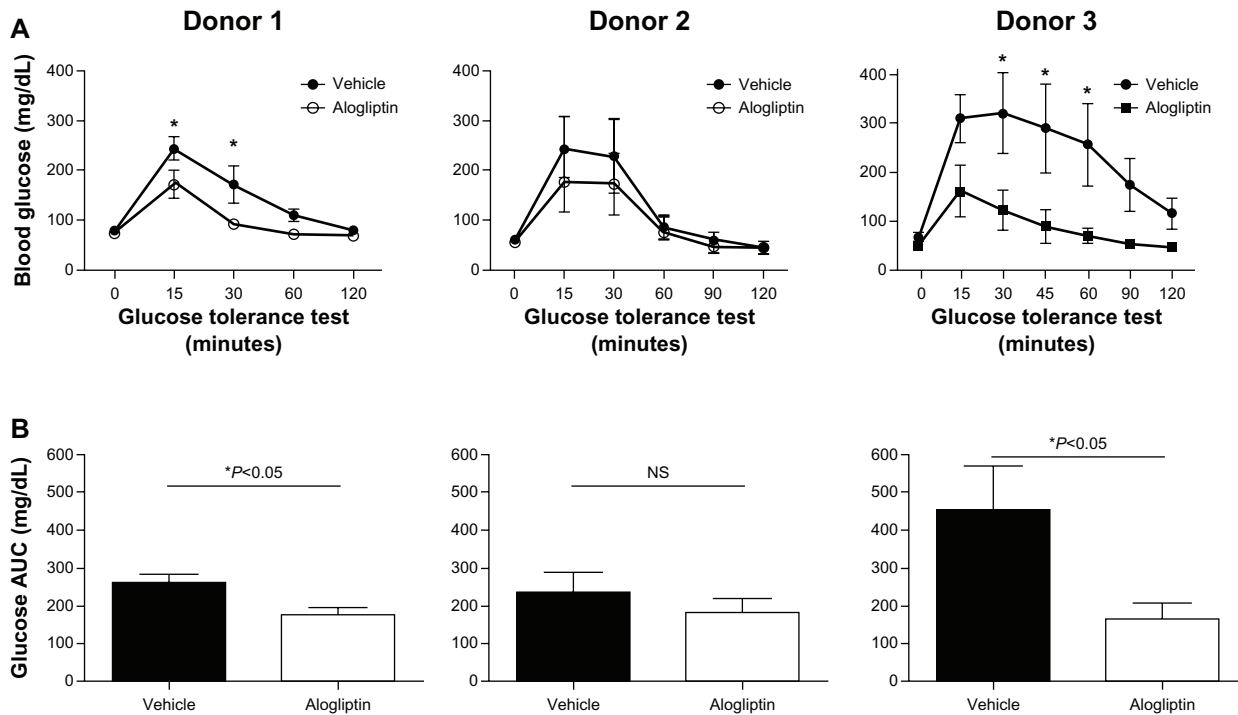 A
Donor 1
Donor 2
Donor 3
Blood glucose (mg/dL)
400
300
200
100
0
*
*
Vehicle
Alogliptin
0 15 30 60 120
Glucose tolerance test
(minutes)
400
300
200
100
0
Vehicle
Alogliptin
0 15 30 60 90 120
Glucose tolerance test
(minutes)
400
300
200
100
0
* * *
Vehicle
Alogliptin
0 15 30 45 60 90 120
Glucose tolerance test
(minutes)
B
Glucose AUC (mg/dL)
600
500
400
300
200
100
0
*P<0.05
Vehicle Alogliptin
600
500
400
300
200
100
0
NS
Vehicle Alogliptin
600
500
400
300
200
100
0
*P<0.05
Vehicle Alogliptin